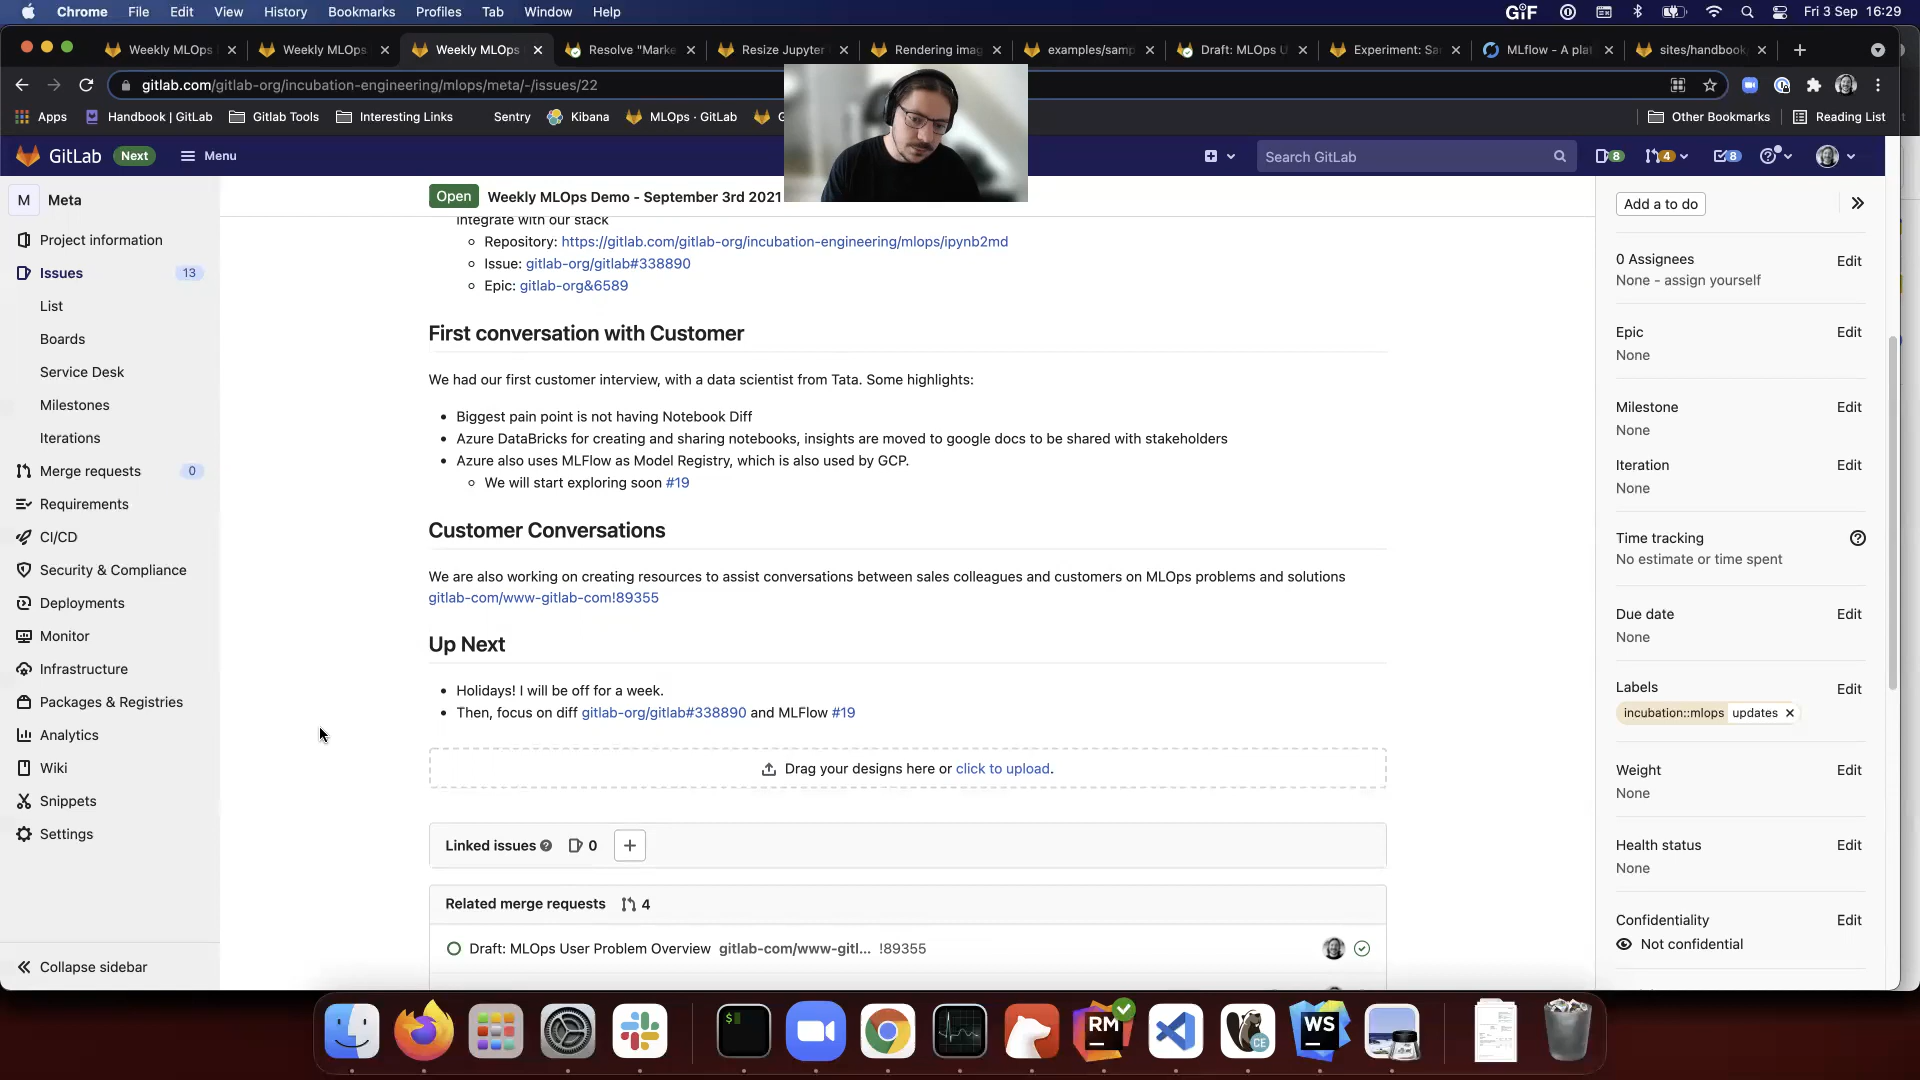 Chrome File Edit View History Bookmarks Profiles Tab Window Help GIF Fri 3 Sep 16:29
Weekly MLOps Weekly MLOps Weekly MLOps Resolve "Marke Resize Jupyter Rendering imag examples/samp Draft: MLOps U Experiment: Sa MLflow - A pla sites/handbook
gitlab.com/gitlab-org/incubation-engineering/mlops/meta/-/issues/22
Apps Handbook | GitLab Gitlab Tools Interesting Links Sentry Kibana MLOps · GitLab Other Bookmarks Reading List
GitLab Next Menu Search GitLab 8 4 8
M Meta
Project information
Issues 13
List
Boards
Service Desk
Milestones
Iterations
Merge requests 0
Requirements
CI/CD
Security & Compliance
Deployments
Monitor
Infrastructure
Packages & Registries
Analytics
Wiki
Snippets
Settings
Collapse sidebar
Open Weekly MLOps Demo - September 3rd 2021
integrate with our stack
Repository: https://gitlab.com/gitlab-org/incubation-engineering/mlops/ipynb2md
Issue: gitlab-org/gitlab#338890
Epic: gitlab-org&6589
First conversation with Customer
We had our first customer interview, with a data scientist from Tata. Some highlights:
Biggest pain point is not having Notebook Diff
Azure DataBricks for creating and sharing notebooks, insights are moved to google docs to be shared with stakeholders
Azure also uses MLFlow as Model Registry, which is also used by GCP.
We will start exploring soon #19
Customer Conversations
We are also working on creating resources to assist conversations between sales colleagues and customers on MLOps problems and solutions
gitlab-com/www-gitlab-com!89355
Up Next
Holidays! I will be off for a week.
Then, focus on diff gitlab-org/gitlab#338890 and MLFlow #19
Drag your designs here or click to upload.
Linked issues 0
Related merge requests 4
Draft: MLOps User Problem Overview gitlab-com/www-gitl... !89355
Add a to do
0 Assignees Edit
None - assign yourself
Epic Edit
None
Milestone Edit
None
Iteration Edit
None
Time tracking
No estimate or time spent
Due date Edit
None
Labels Edit
incubation::mlops updates
Weight Edit
None
Health status Edit
None
Confidentiality Edit
Not confidential
RM CE WS